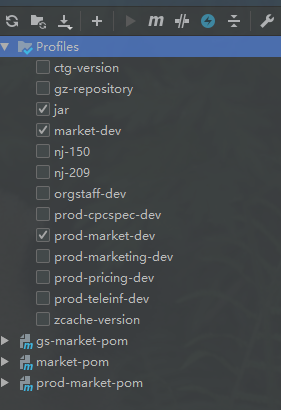 Profiles
ctg-version
gz-repository
jar
market-dev
nj-150
nj-209
orgstaff-dev
prod-cpcspec-dev
prod-market-dev
prod-marketing-dev
prod-pricing-dev
prod-teleinf-dev
zcache-version
gs-market-pom
market-pom
prod-market-pom